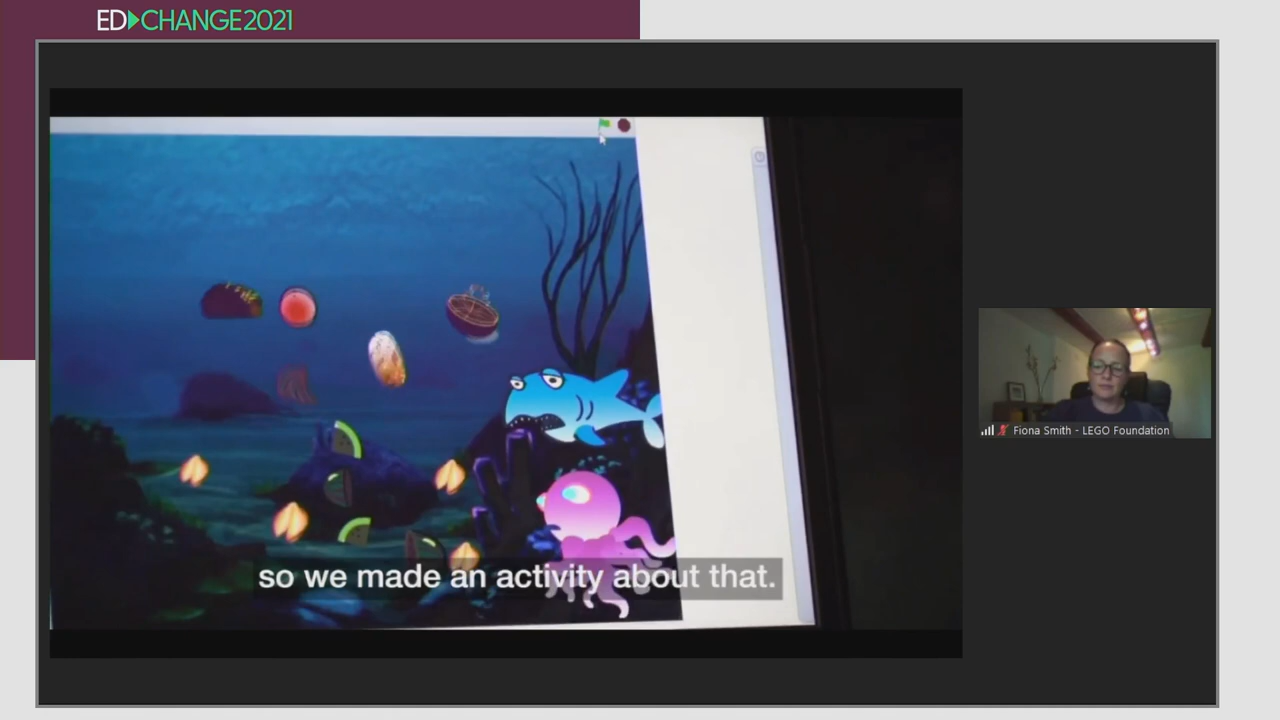 ED CHANGE2021
so we made an activity about that.
Fiona Smith - LEGO Foundation